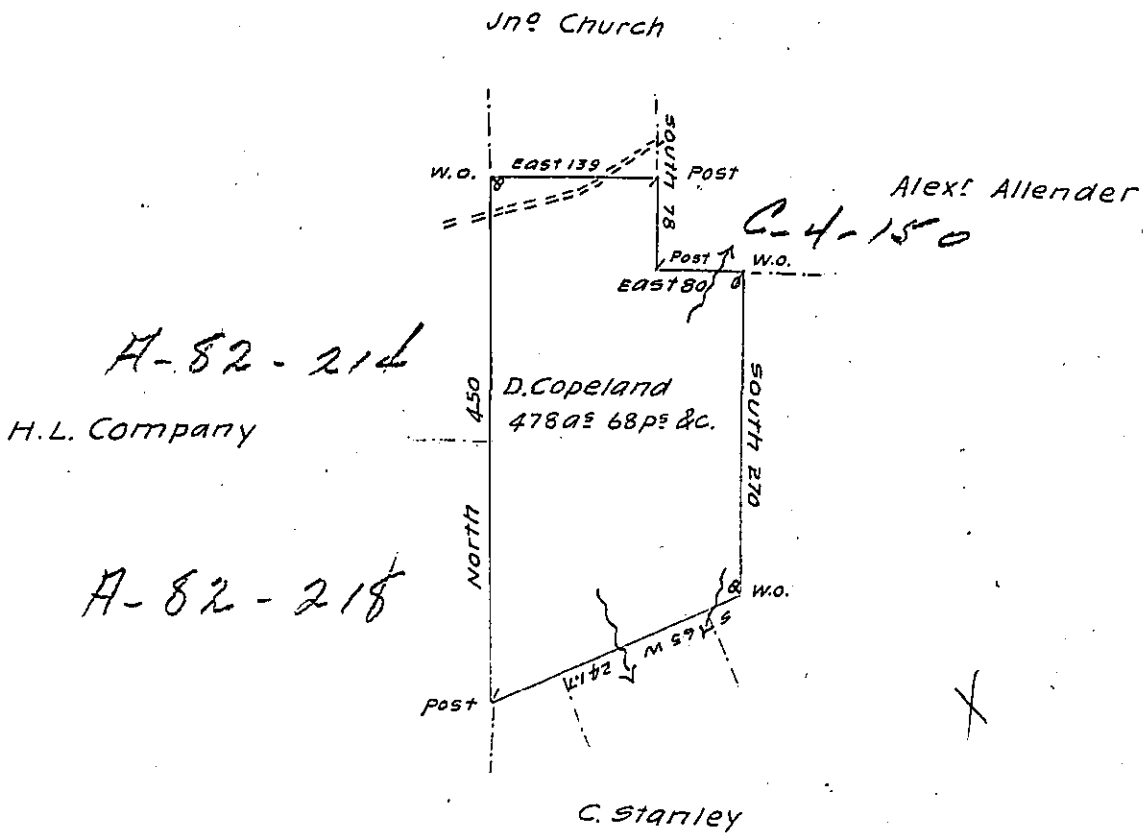 Jnº Church
W.O. East 139 Post
South 78
Alexr. Allender
C-4-150
Post W.O.
East 80
A-82-214
D. Copeland
478as 68ps &c.
450
North
H.L. Company
South 270
A-82-218
W.O.
S 65 W
241.7
Post
C. Stanley
X